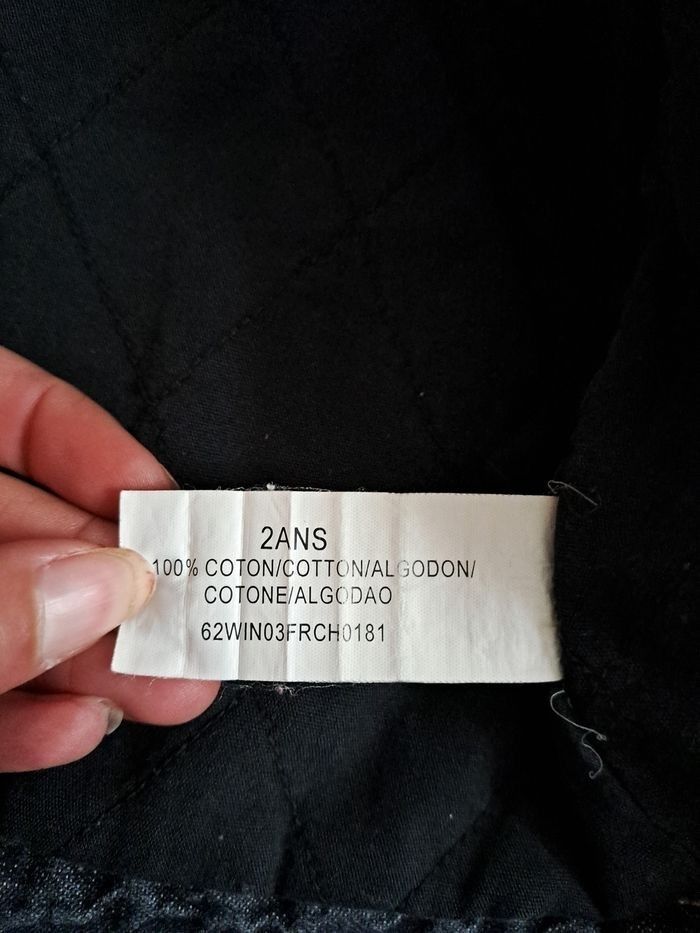 2ANS
100% COTON/COTTON/ALGODON/
COTONE/ALGODAO
62WIN03FRCH0181